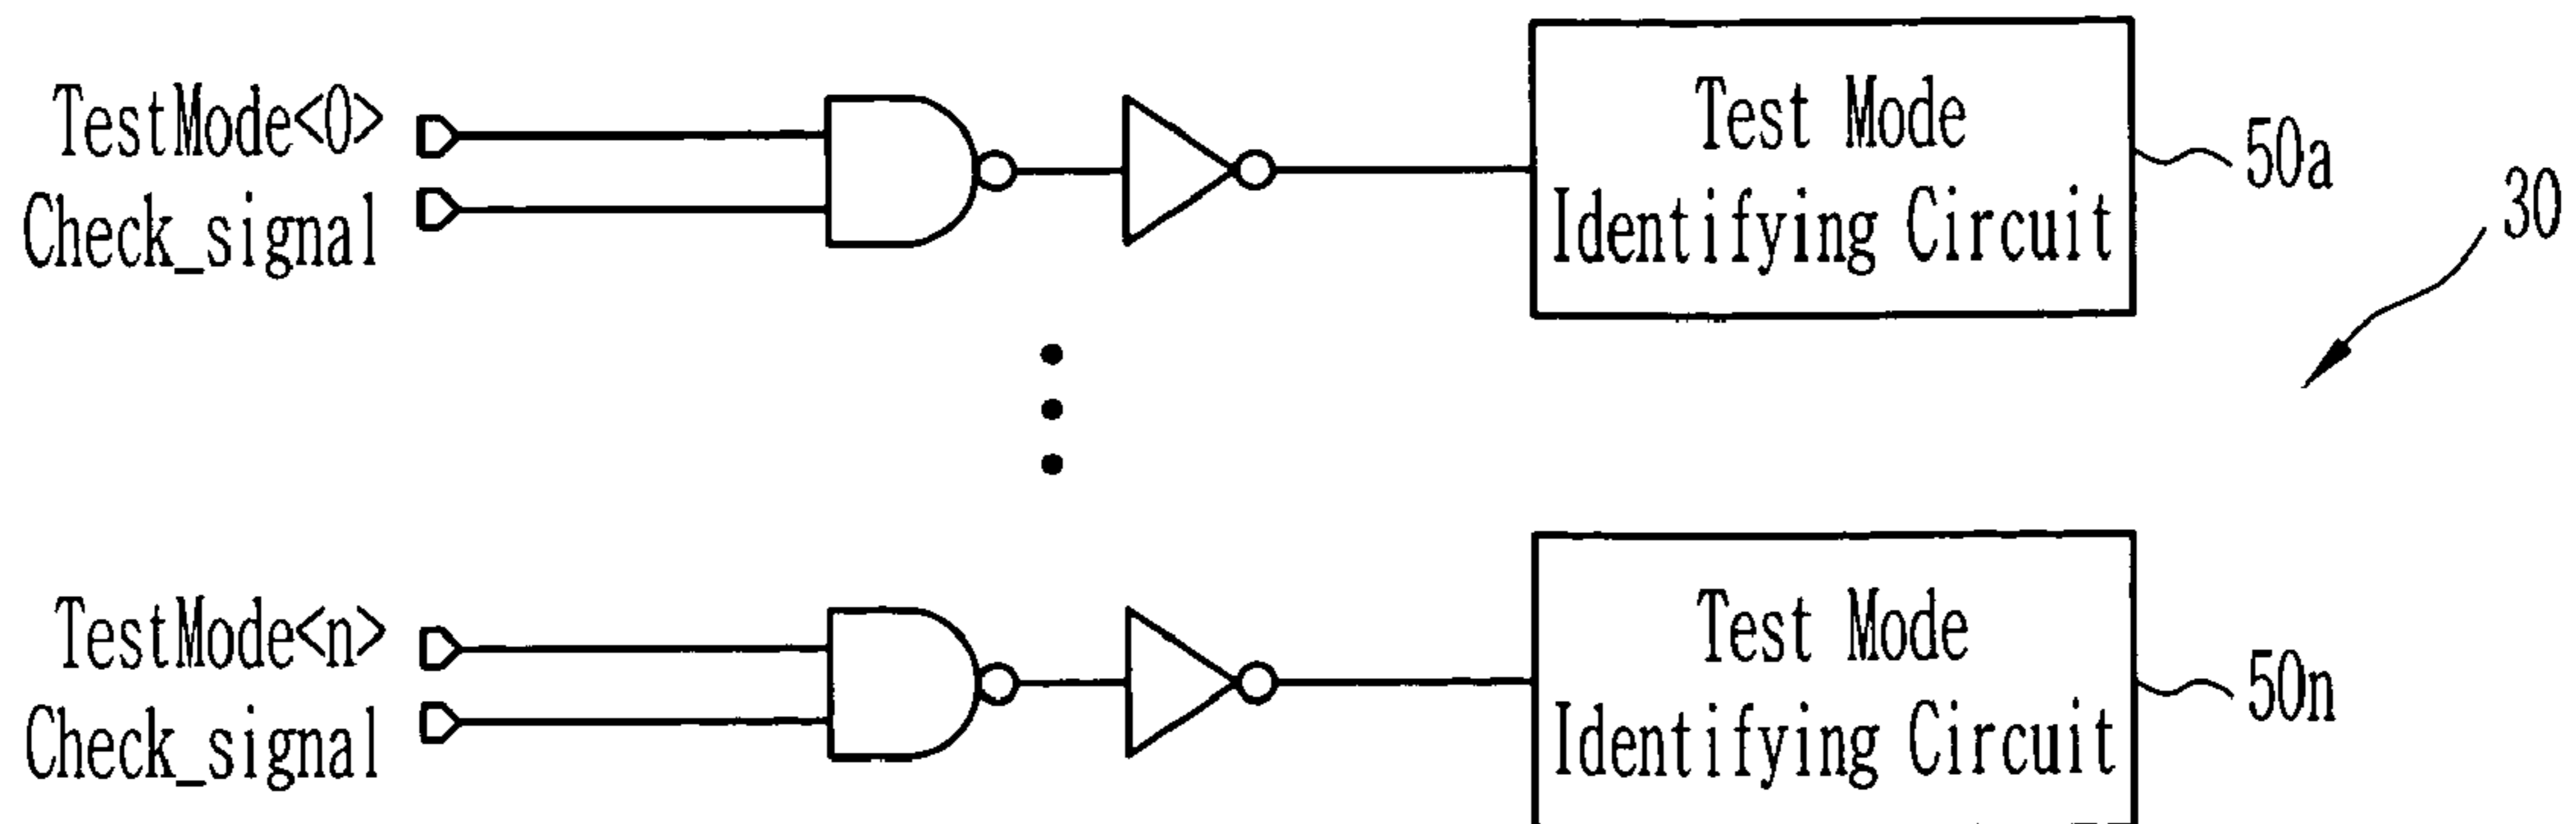 TestMode<0>
Check_signal
Test Mode
Identifying Circuit
50a
30
TestMode<n>
Check_signal
Test Mode
Identifying Circuit
50n